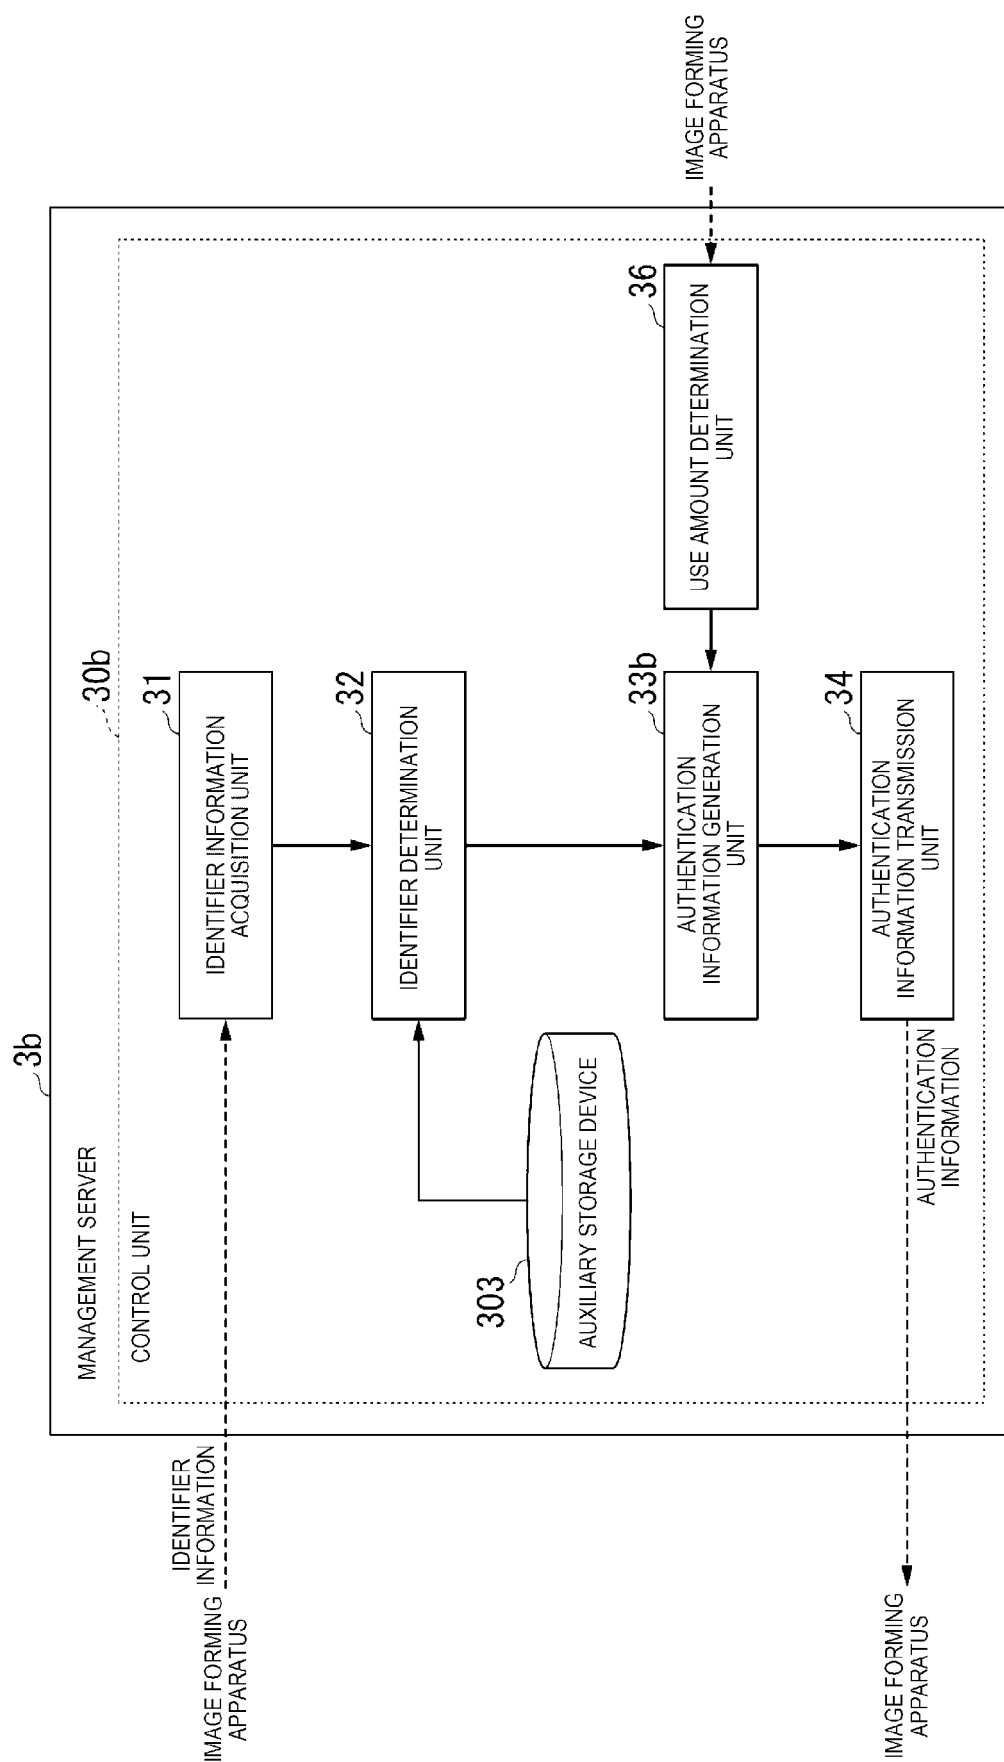 3b
MANAGEMENT SERVER
30b
CONTROL UNIT
IDENTIFIER
INFORMATION
IMAGE FORMING
APPARATUS
31
IDENTIFIER INFORMATION
ACQUISITION UNIT
32
IDENTIFIER DETERMINATION
UNIT
303
AUXILIARY STORAGE DEVICE
33b
AUTHENTICATION
INFORMATION GENERATION
UNIT
36
USE AMOUNT DETERMINATION
UNIT
IMAGE FORMING
APPARATUS
34
AUTHENTICATION
INFORMATION TRANSMISSION
UNIT
AUTHENTICATION
INFORMATION
IMAGE FORMING
APPARATUS